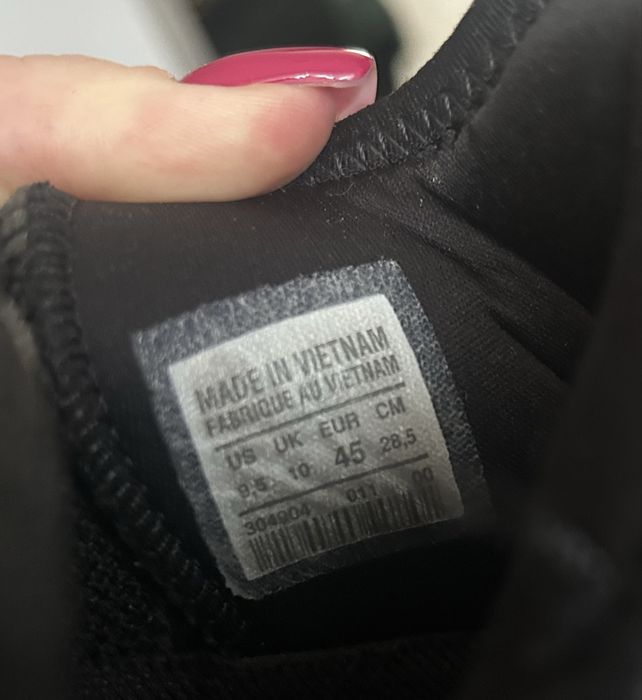 MADE IN VIETNAM
FABRIQUE AU VIETNAM
US UK EUR CM
9,5 10 45 28,5
304904 011 00